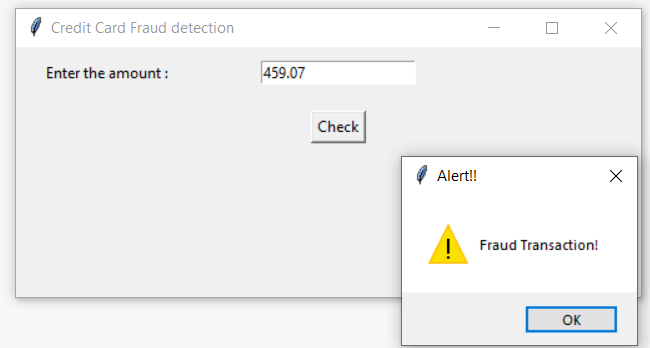 Credit Card Fraud detection
Enter the amount :
459.07
Check
Alert!!
Fraud Transaction!
OK